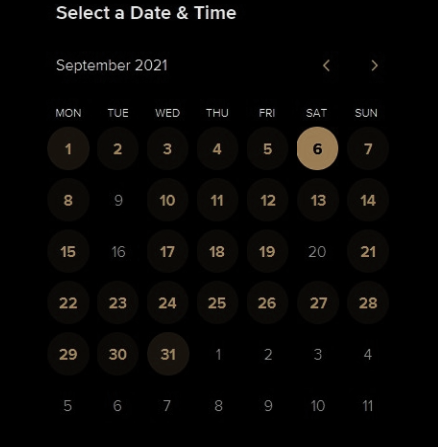 Select a Date & Time
September 2021
MON TUE WED THU FRI SAT SUN
1 2 3 4 5 6 7
8 9 10 11 12 13 14
15 16 17 18 19 20 21
22 23 24 25 26 27 28
29 30 31 1 2 3 4
5 6 7 8 9 10 11